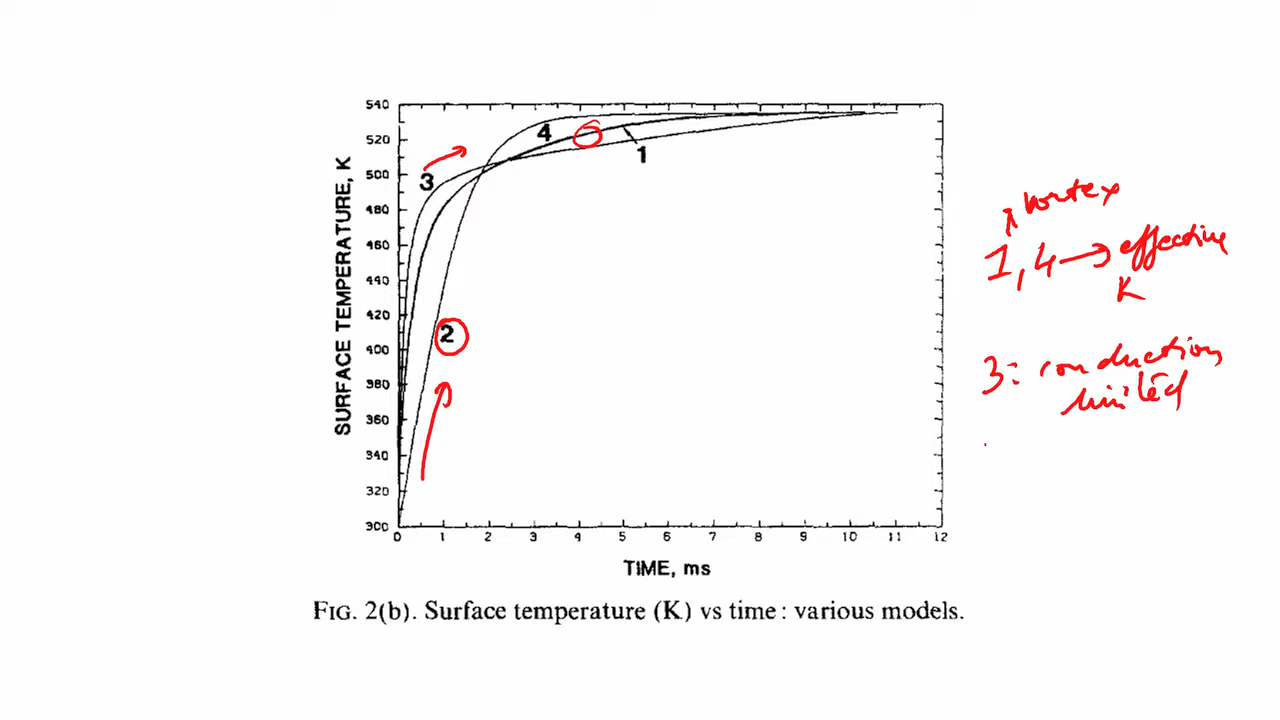 540
520
500
480
460
440
420
400
380
360
340
320
300
SURFACE TEMPERATURE, K
4
1
3
2
0 1 2 3 4 5 6 7 8 9 10 11 12
TIME, ms
FIG. 2(b). Surface temperature (K) vs time: various models.
vortex
1, 4 → effective
K
3: conduction
limited